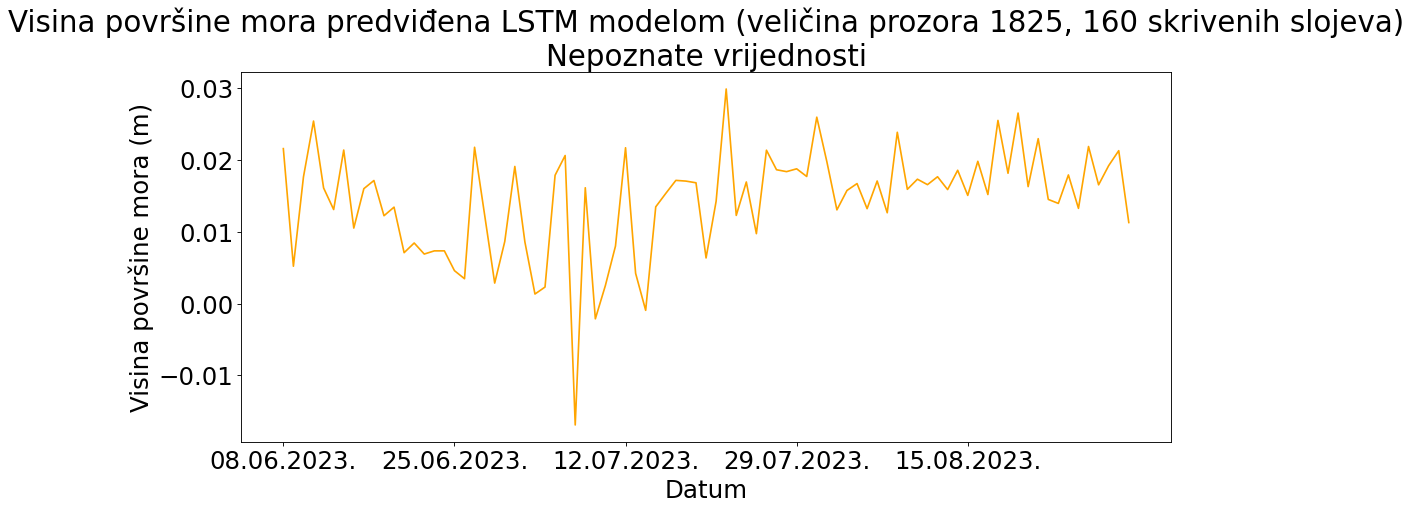 Visina površine mora predviđena LSTM modelom (veličina prozora 1825, 160 skrivenih slojeva)
Nepoznate vrijednosti
Visina površine mora (m)
0.03
0.02
0.01
0.00
−0.01
08.06.2023. 25.06.2023. 12.07.2023. 29.07.2023. 15.08.2023.
Datum